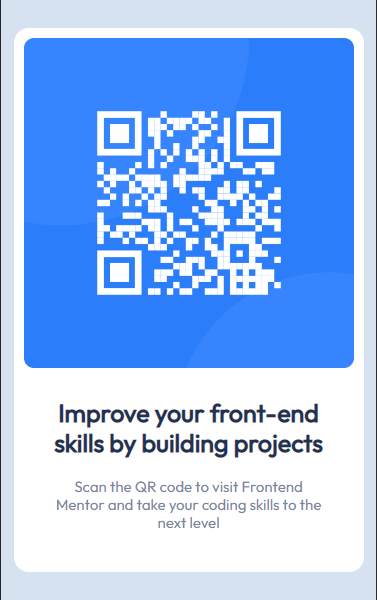 Improve your front-end
skills by building projects
Scan the QR code to visit Frontend
Mentor and take your coding skills to the
next level